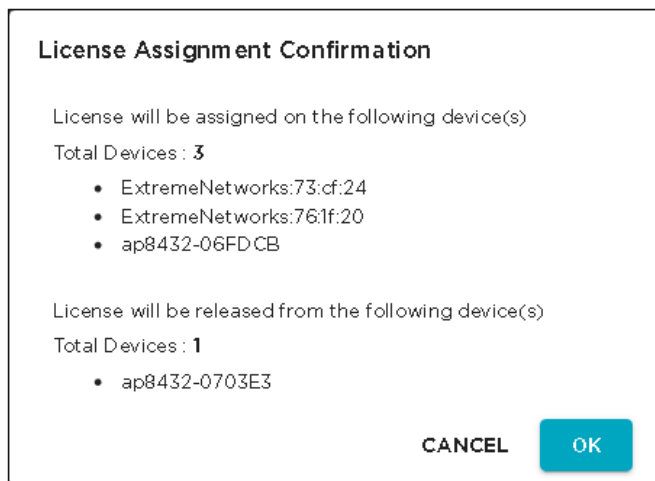 License Assignment Confirmation
License will be assigned on the following device(s)
Total Devices : 3
• ExtremeNetworks:73:cf:24
• ExtremeNetworks:76:1f:20
• ap8432-06FDCB
License will be released from the following device(s)
Total Devices : 1
• ap8432-0703E3
CANCEL OK